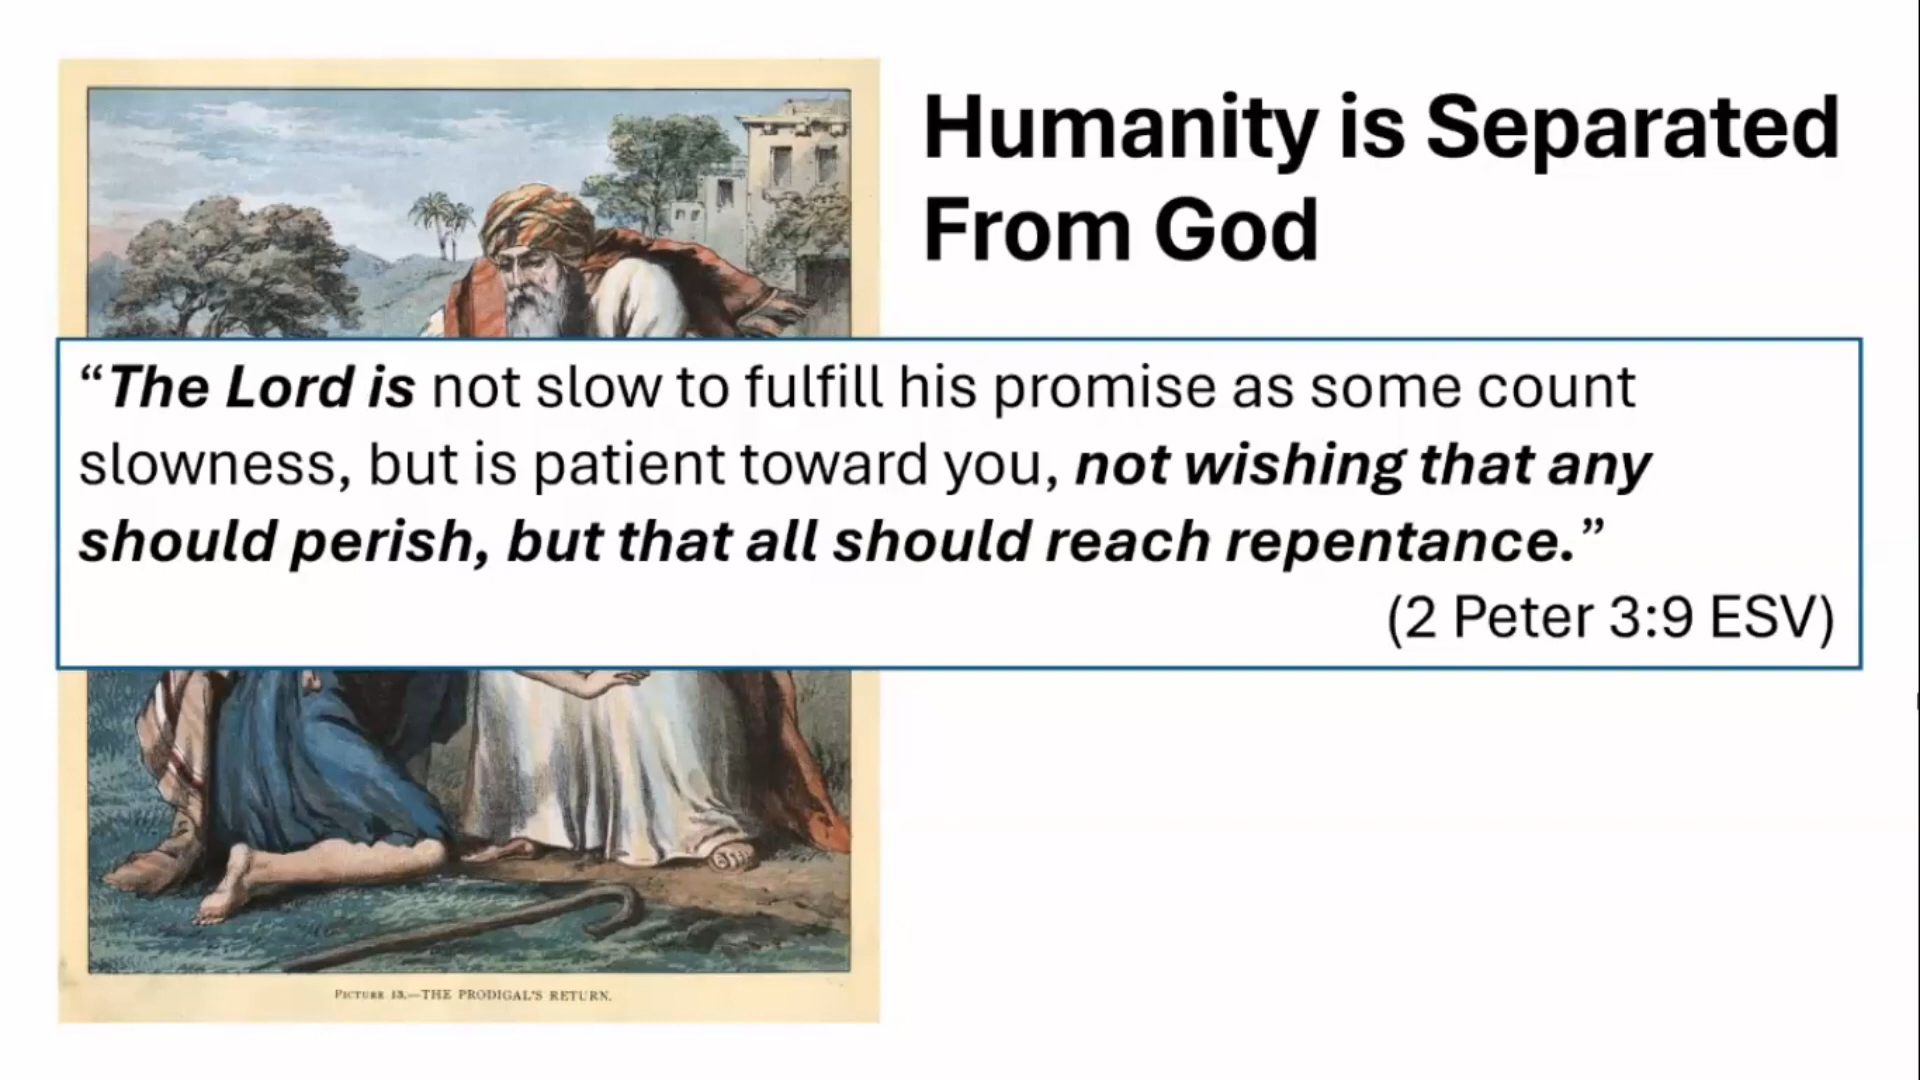 Humanity is Separated
From God
“The Lord is not slow to fulfill his promise as some count
slowness, but is patient toward you, not wishing that any
should perish, but that all should reach repentance.”
(2 Peter 3:9 ESV)
Picture 13.—THE PRODIGAL'S RETURN.